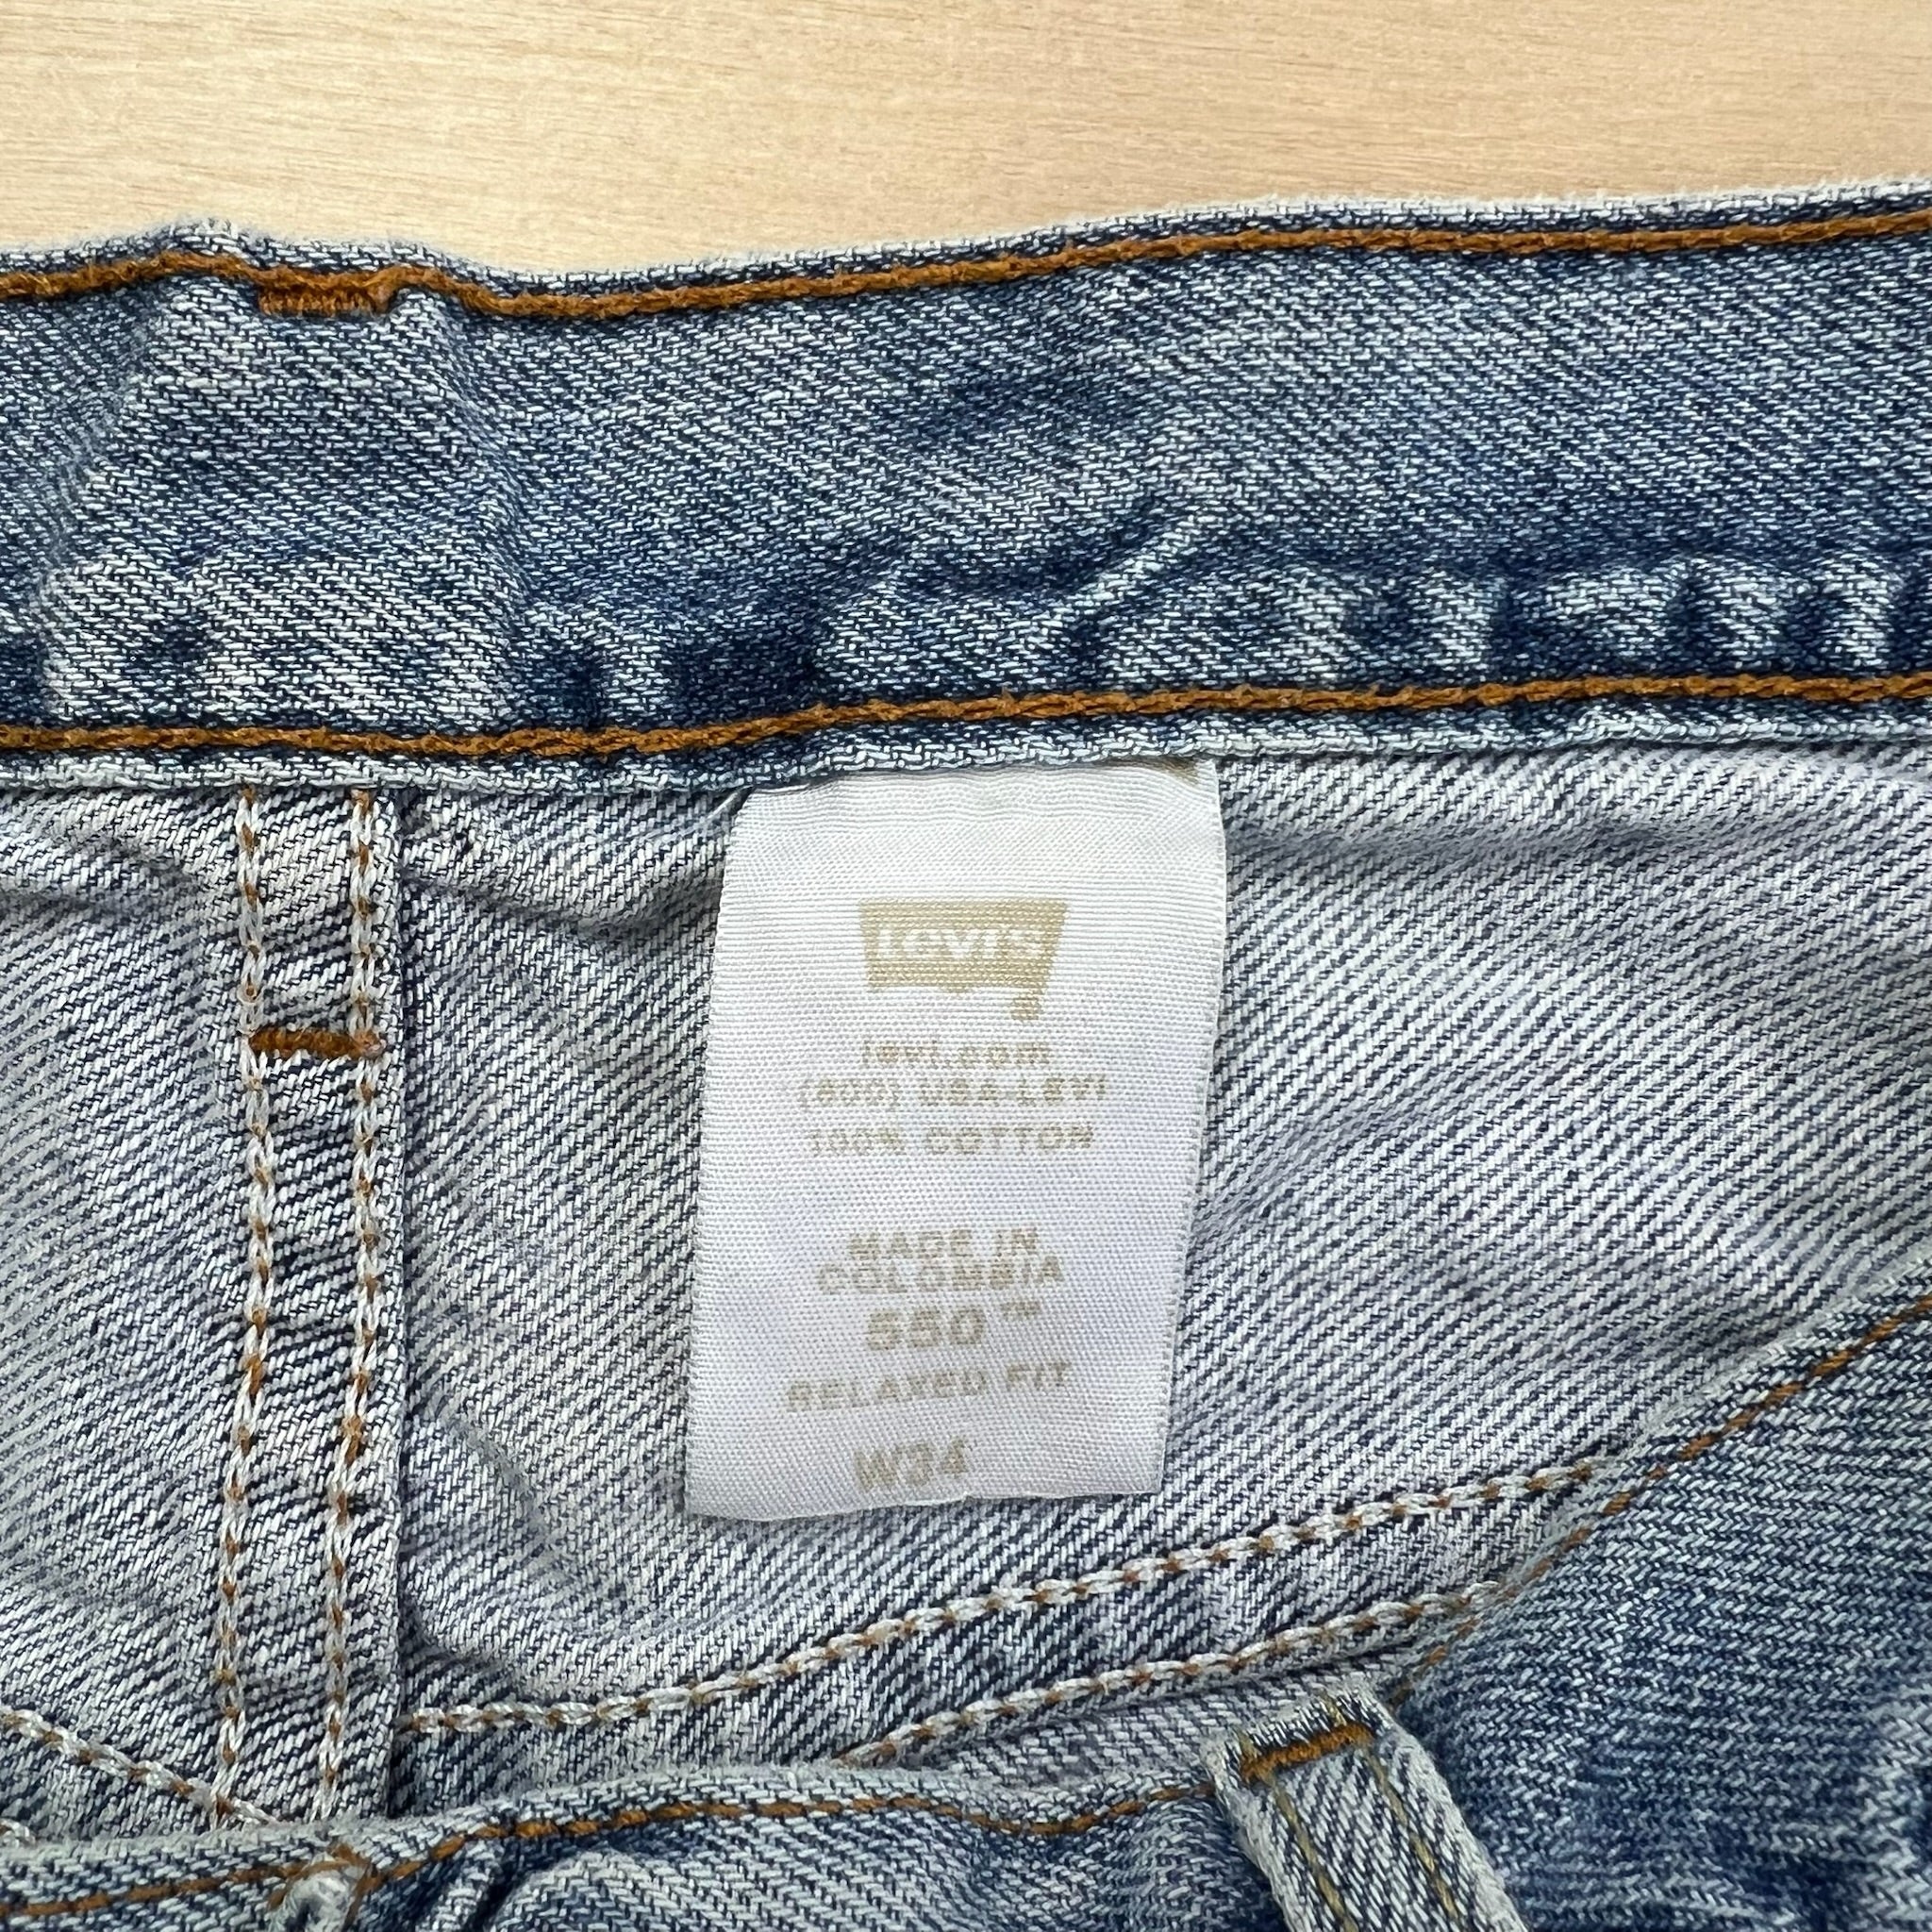 Levi's
levi.com
(800) USA-LEVI
100% COTTON
MADE IN
COLOMBIA
550™
RELAXED FIT
W34